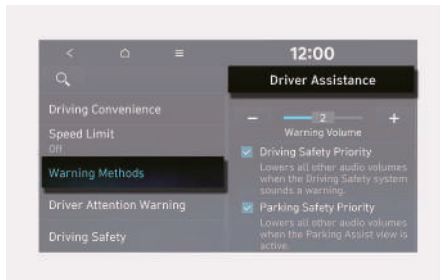 12:00
Driver Assistance
Driving Convenience
Speed Limit
Off
Warning Methods
Driver Attention Warning
Driving Safety
− 2 +
Warning Volume
Driving Safety Priority
Lowers all other audio volumes
when the Driving Safety system
sounds a warning.
Parking Safety Priority
Lowers all other audio volumes
when the Parking Assist view is
active.